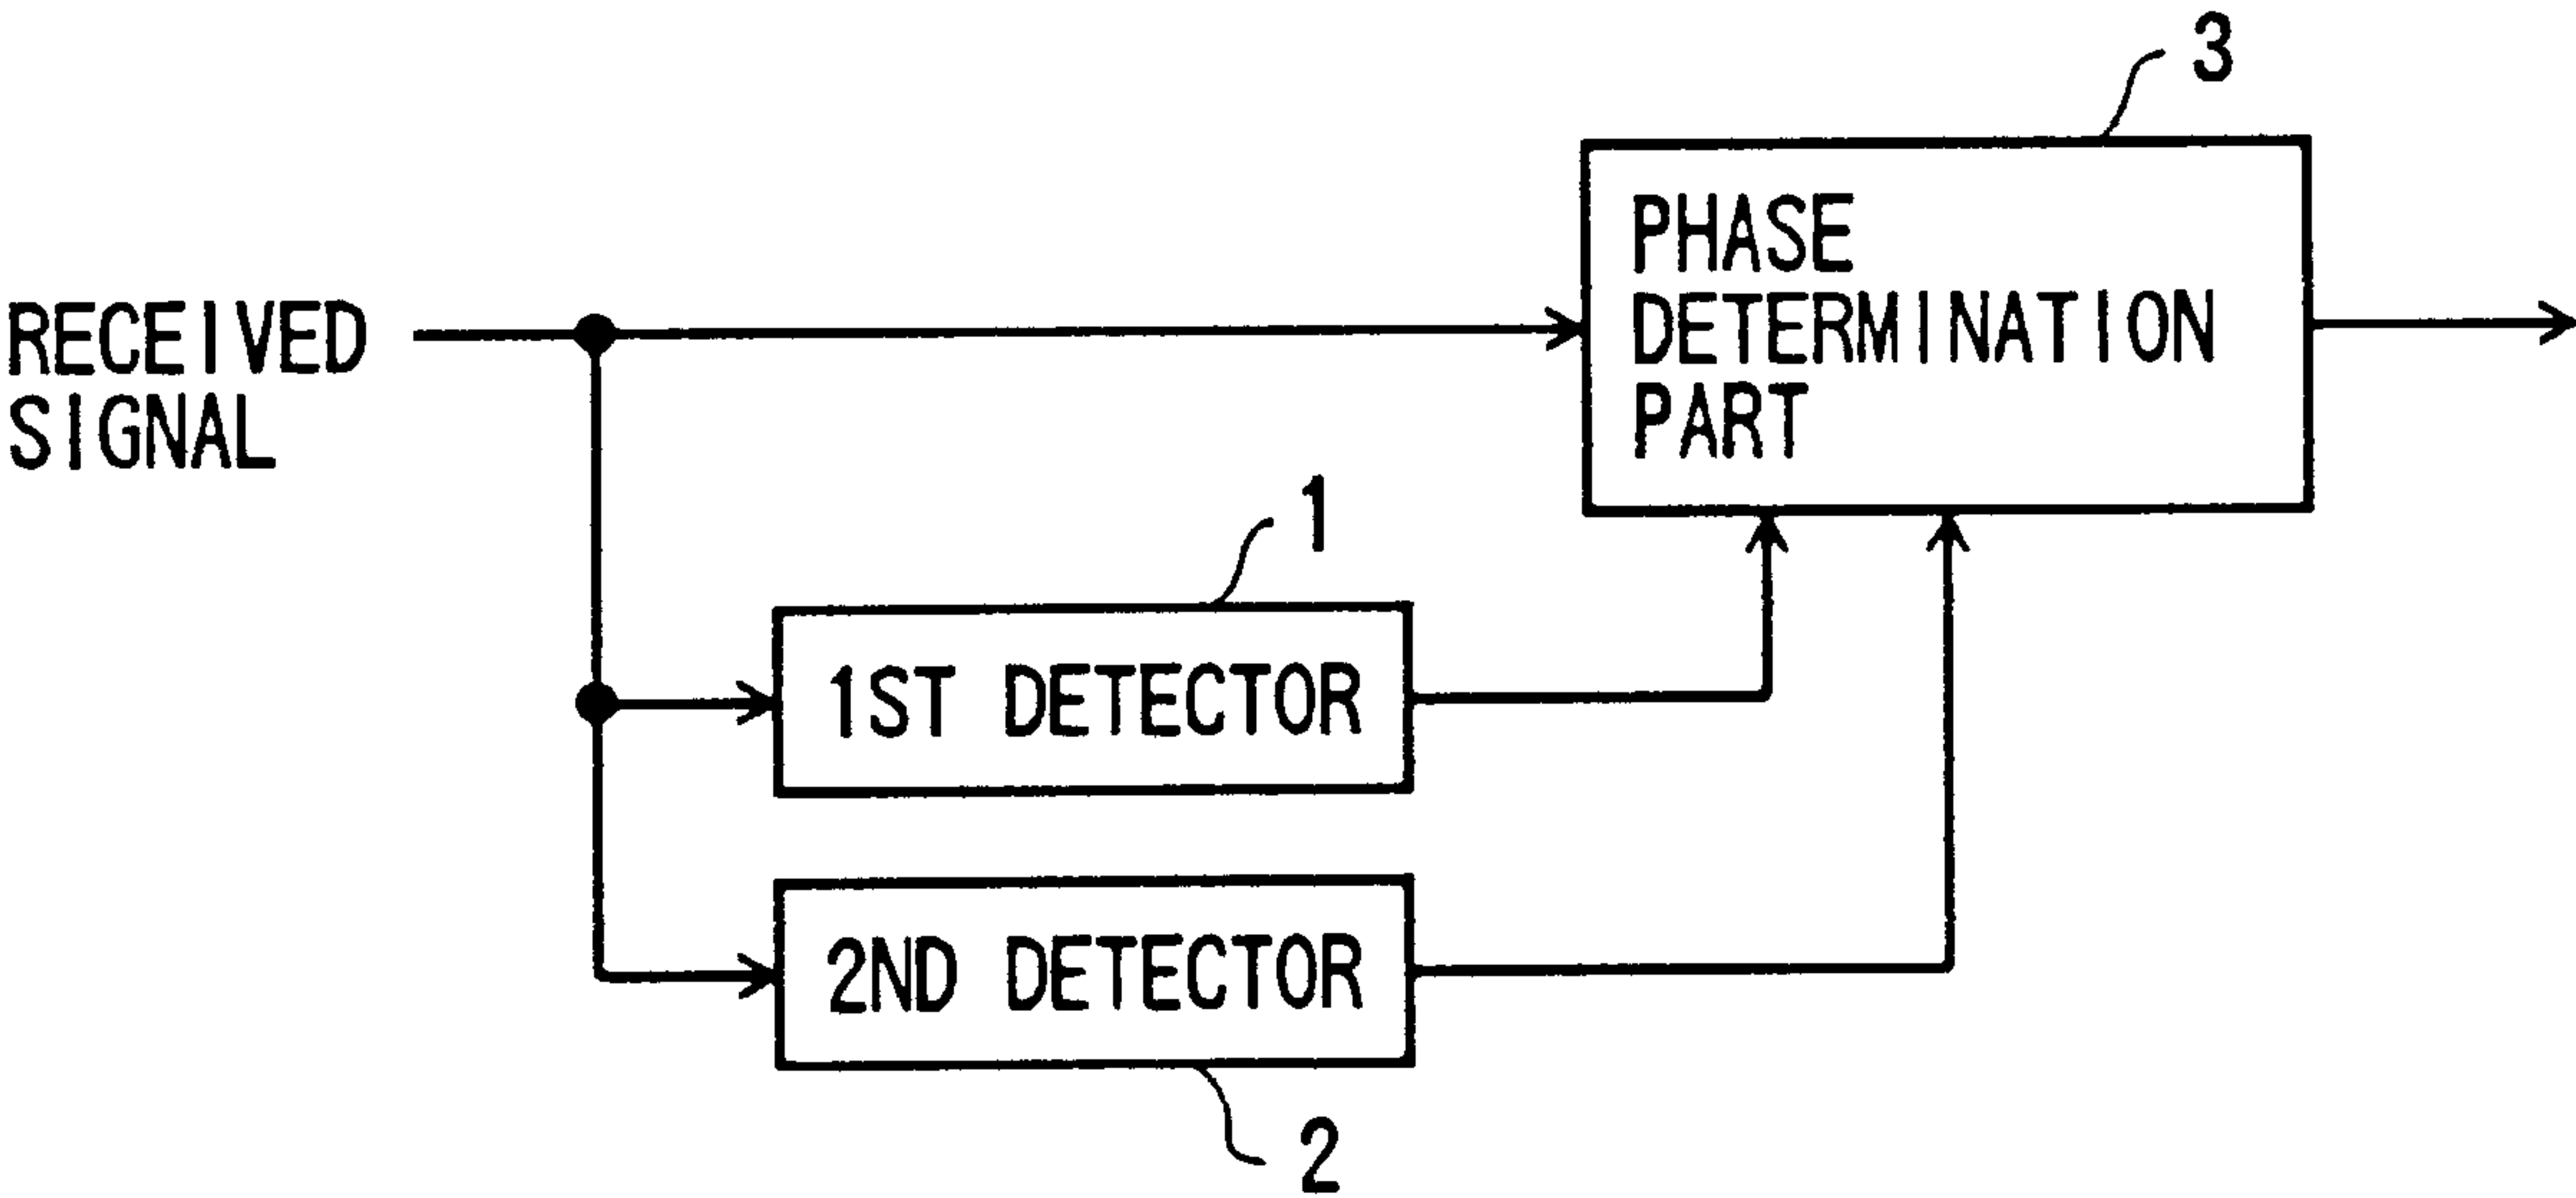 3
PHASE
DETERMINATION
PART
RECEIVED
SIGNAL
1
1ST DETECTOR
2ND DETECTOR
2